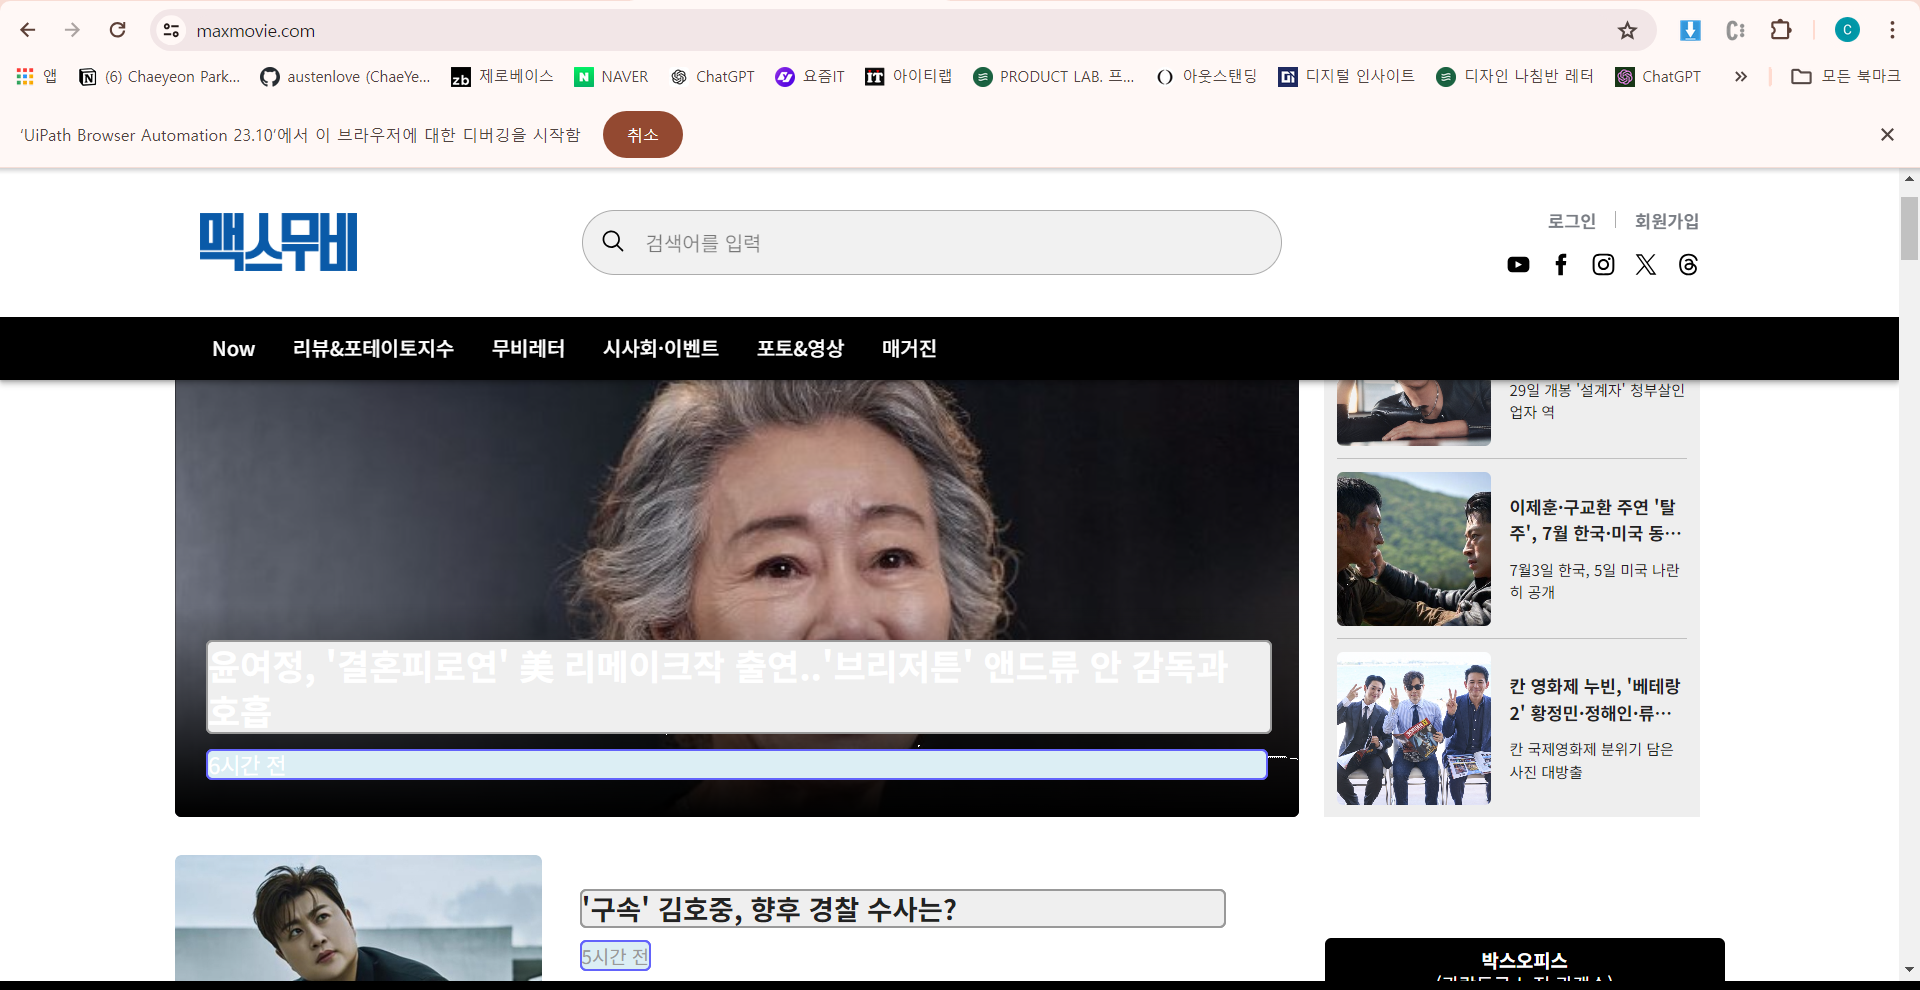 maxmovie.com
앱
(6) Chaeyeon Park...
austenlove (ChaeYe...
제로베이스
NAVER
ChatGPT
요즘IT
아이티랩
PRODUCT LAB. 프...
아웃스탠딩
디지털 인사이트
디자인 나침반 레터
ChatGPT
모든 북마크
'UiPath Browser Automation 23.10'에서 이 브라우저에 대한 디버깅을 시작함
취소
맥스무비
검색어를 입력
로그인
회원가입
Now
리뷰&포테이토지수
무비레터
시사회·이벤트
포토&영상
매거진
29일 개봉 '설계자' 청부살인
업자 역
이제훈·구교환 주연 '탈
주', 7월 한국·미국 동…
7월3일 한국, 5일 미국 나란
히 공개
윤여정, '결혼피로연' 美 리메이크작 출연..'브리저튼' 앤드류 안 감독과
호흡
6시간 전
칸 영화제 누빈, '베테랑
2' 황정민·정해인·류…
칸 국제영화제 분위기 담은
사진 대방출
'구속' 김호중, 향후 경찰 수사는?
5시간 전
박스오피스